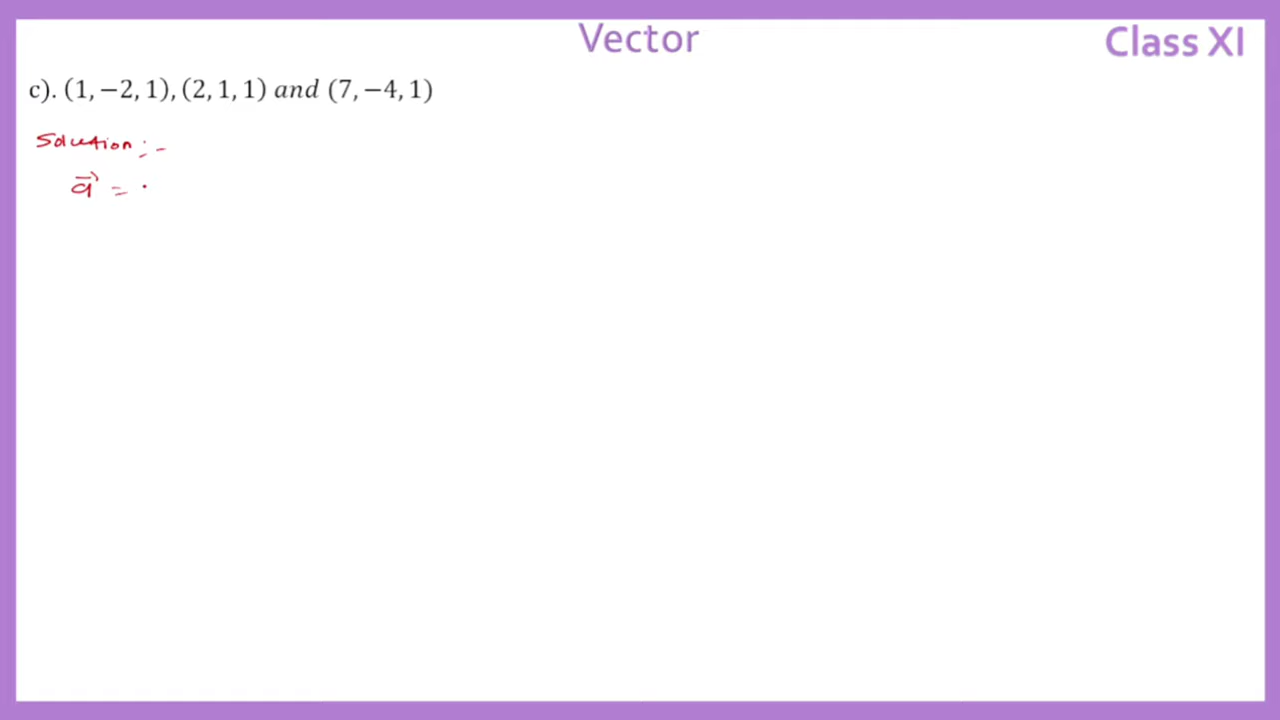 Vector
Class XI
c). (1, −2, 1), (2, 1, 1) and (7, −4, 1)
Solution :-
a⃗ =